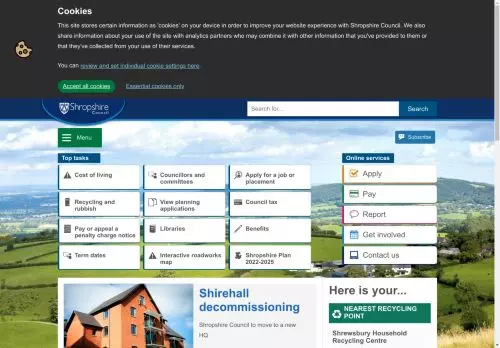 Cookies
This site stores certain information as 'cookies' on your device in order to improve your website experience with Shropshire Council. We also
share information about your use of the site with analytics partners who may combine it with other information that you've provided to them or
that they've collected from your use of their services.
You can review and set individual cookie settings here.
Accept all cookies
Essential cookies only
Shropshire
Council
Search for...
Search
Menu
Subscribe
Top tasks
Cost of living
Councillors and
committees
Apply for a job or
placement
Recycling and
rubbish
View planning
applications
Council tax
Pay or appeal a
penalty charge notice
Libraries
Benefits
Term dates
Interactive roadworks
map
Shropshire Plan
2022-2025
Online services
Apply
Pay
Report
Get involved
Contact us
Shirehall
decommissioning
Shropshire Council to move to a new
HQ
Here is your...
NEAREST RECYCLING
POINT
Shrewsbury Household
Recycling Centre